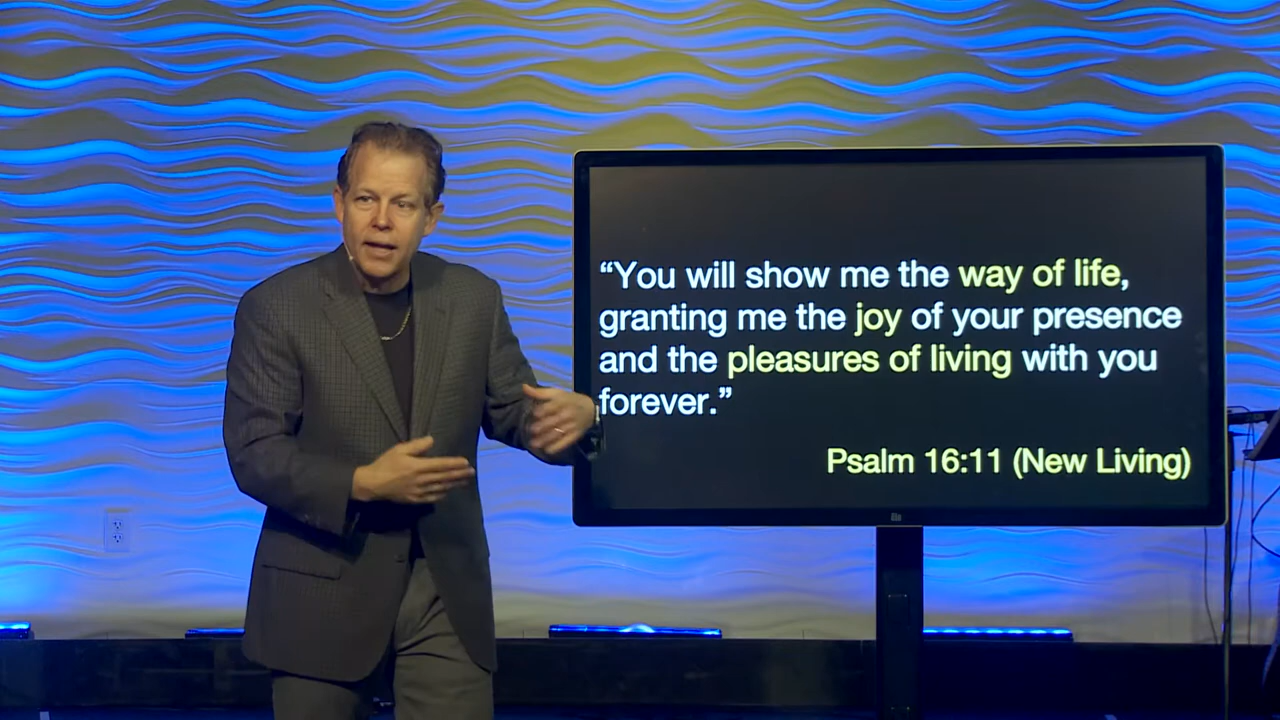 “You will show me the way of life,
granting me the joy of your presence
and the pleasures of living with you
forever.”
Psalm 16:11 (New Living)